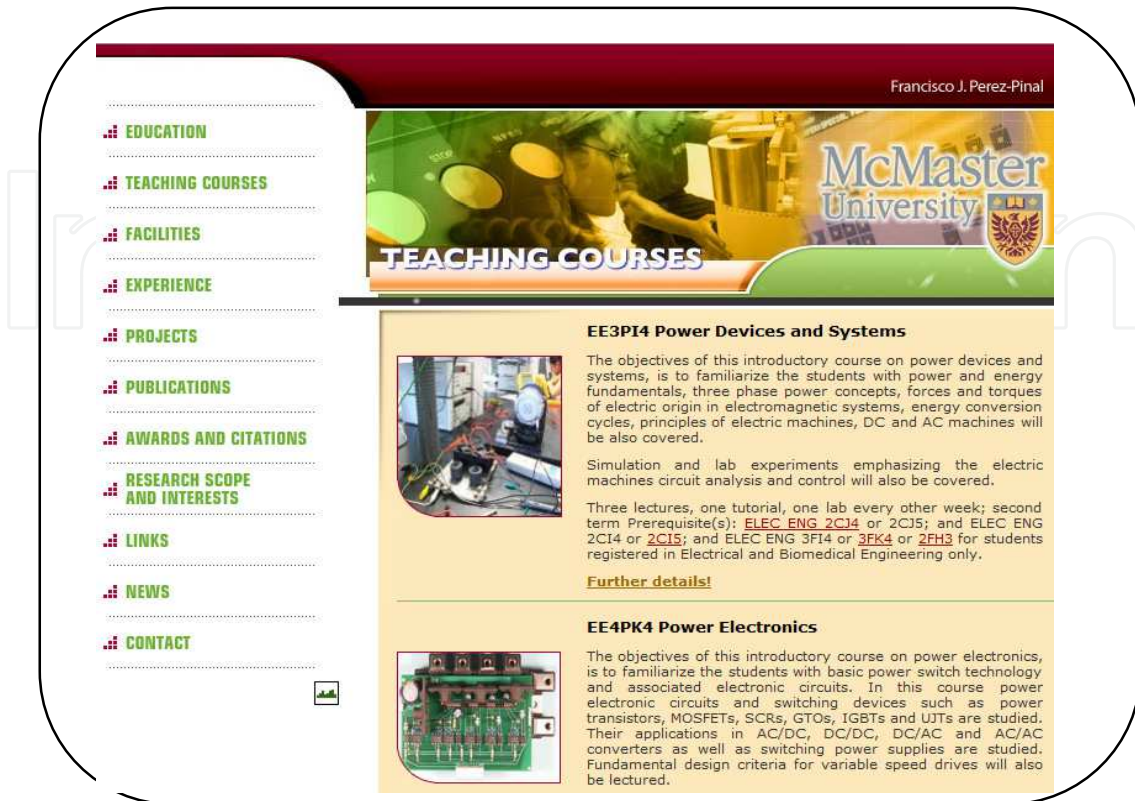 Francisco J. Perez-Pinal
EDUCATION
TEACHING COURSES
FACILITIES
EXPERIENCE
PROJECTS
PUBLICATIONS
AWARDS AND CITATIONS
RESEARCH SCOPE
AND INTERESTS
LINKS
NEWS
CONTACT
McMaster
University
TEACHING COURSES
EE3PI4 Power Devices and Systems
The objectives of this introductory course on power devices and
systems, is to familiarize the students with power and energy
fundamentals, three phase power concepts, forces and torques
of electric origin in electromagnetic systems, energy conversion
cycles, principles of electric machines, DC and AC machines will
be also covered.
Simulation and lab experiments emphasizing the electric
machines circuit analysis and control will also be covered.
Three lectures, one tutorial, one lab every other week; second
term Prerequisite(s): ELEC ENG 2CJ4 or 2CJ5; and ELEC ENG
2CI4 or 2CI5; and ELEC ENG 3FI4 or 3FK4 or 2FH3 for students
registered in Electrical and Biomedical Engineering only.
Further details!
EE4PK4 Power Electronics
The objectives of this introductory course on power electronics,
is to familiarize the students with basic power switch technology
and associated electronic circuits. In this course power
electronic circuits and switching devices such as power
transistors, MOSFETs, SCRs, GTOs, IGBTs and UJTs are studied.
Their applications in AC/DC, DC/DC, DC/AC and AC/AC
converters as well as switching power supplies are studied.
Fundamental design criteria for variable speed drives will also
be lectured.